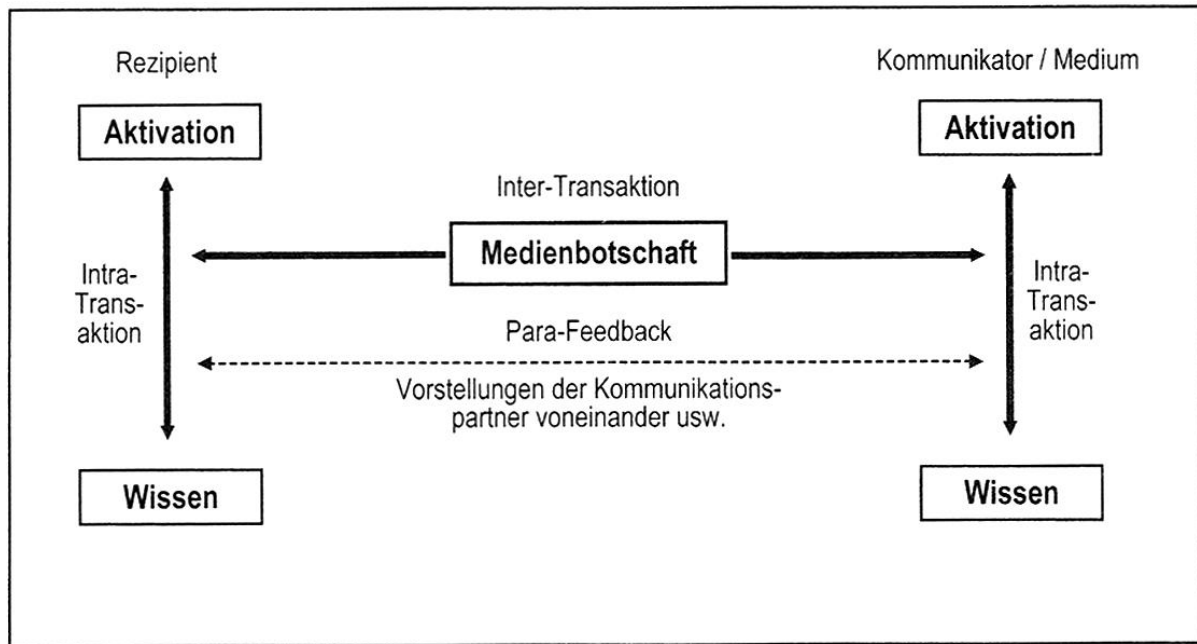 Rezipient
Kommunikator / Medium
Aktivation
Aktivation
Inter-Transaktion
Medienbotschaft
Intra-
Trans-
aktion
Intra-
Trans-
aktion
Para-Feedback
Vorstellungen der Kommunikations-
partner voneinander usw.
Wissen
Wissen